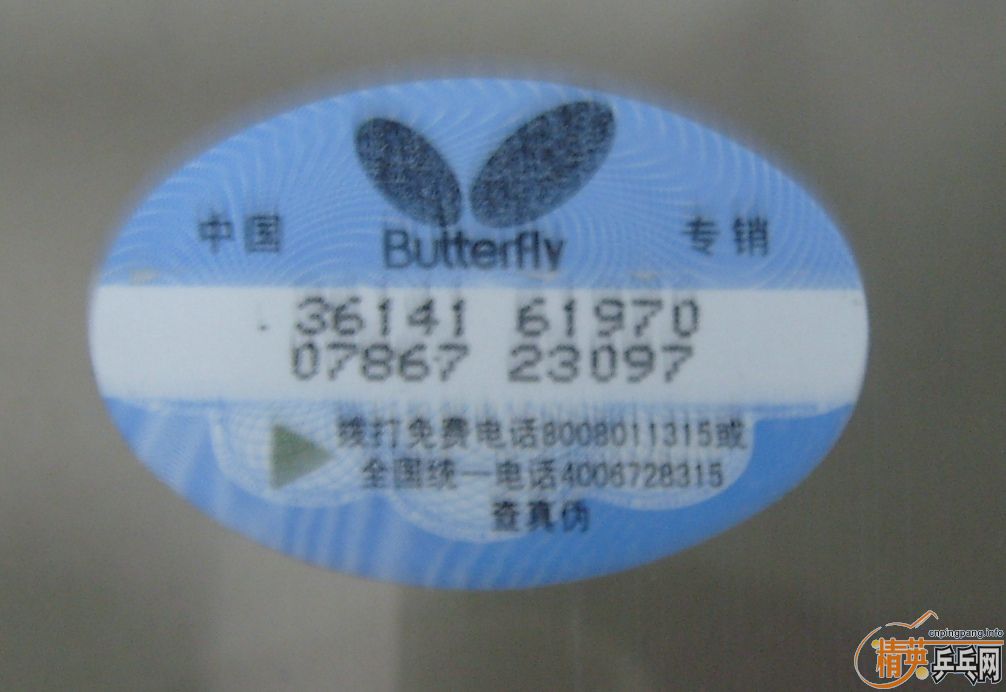 中国 Butterfly 专销
36141 61970
07867 23097
拨打免费电话8008011315或
全国统一电话4006728315
查真伪
cnpingpang.info
精英乒乓网